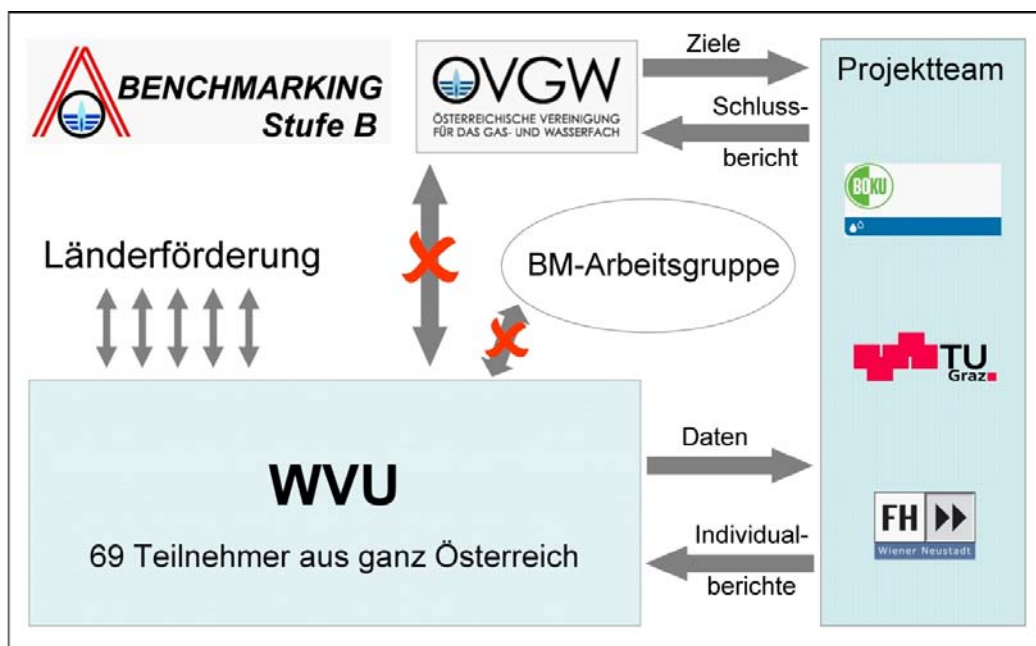 BENCHMARKING
Stufe B
OVGW
ÖSTERREICHISCHE VEREINIGUNG
FÜR DAS GAS- UND WASSERFACH
Ziele
Schluss-
bericht
Projektteam
BOKU
Länderförderung
BM-Arbeitsgruppe
TU
Graz
WVU
69 Teilnehmer aus ganz Österreich
Daten
Individual-
berichte
FH
Wiener Neustadt